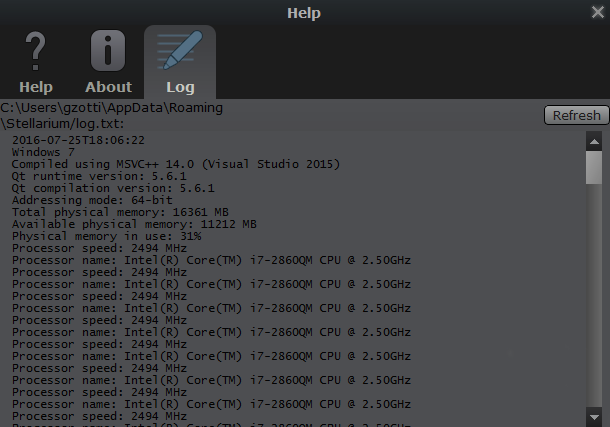 Help
Help
About
Log
C:\Users\gzotti\AppData\Roaming
\Stellarium/log.txt:
Refresh
2016-07-25T18:06:22
Windows 7
Compiled using MSVC++ 14.0 (Visual Studio 2015)
Qt runtime version: 5.6.1
Qt compilation version: 5.6.1
Addressing mode: 64-bit
Total physical memory: 16361 MB
Available physical memory: 11212 MB
Physical memory in use: 31%
Processor speed: 2494 MHz
Processor name: Intel(R) Core(TM) i7-2860QM CPU @ 2.50GHz
Processor speed: 2494 MHz
Processor name: Intel(R) Core(TM) i7-2860QM CPU @ 2.50GHz
Processor speed: 2494 MHz
Processor name: Intel(R) Core(TM) i7-2860QM CPU @ 2.50GHz
Processor speed: 2494 MHz
Processor name: Intel(R) Core(TM) i7-2860QM CPU @ 2.50GHz
Processor speed: 2494 MHz
Processor name: Intel(R) Core(TM) i7-2860QM CPU @ 2.50GHz
Processor speed: 2494 MHz
Processor name: Intel(R) Core(TM) i7-2860QM CPU @ 2.50GHz
Processor speed: 2494 MHz
Processor name: Intel(R) Core(TM) i7-2860QM CPU @ 2.50GHz
Processor speed: 2494 MHz